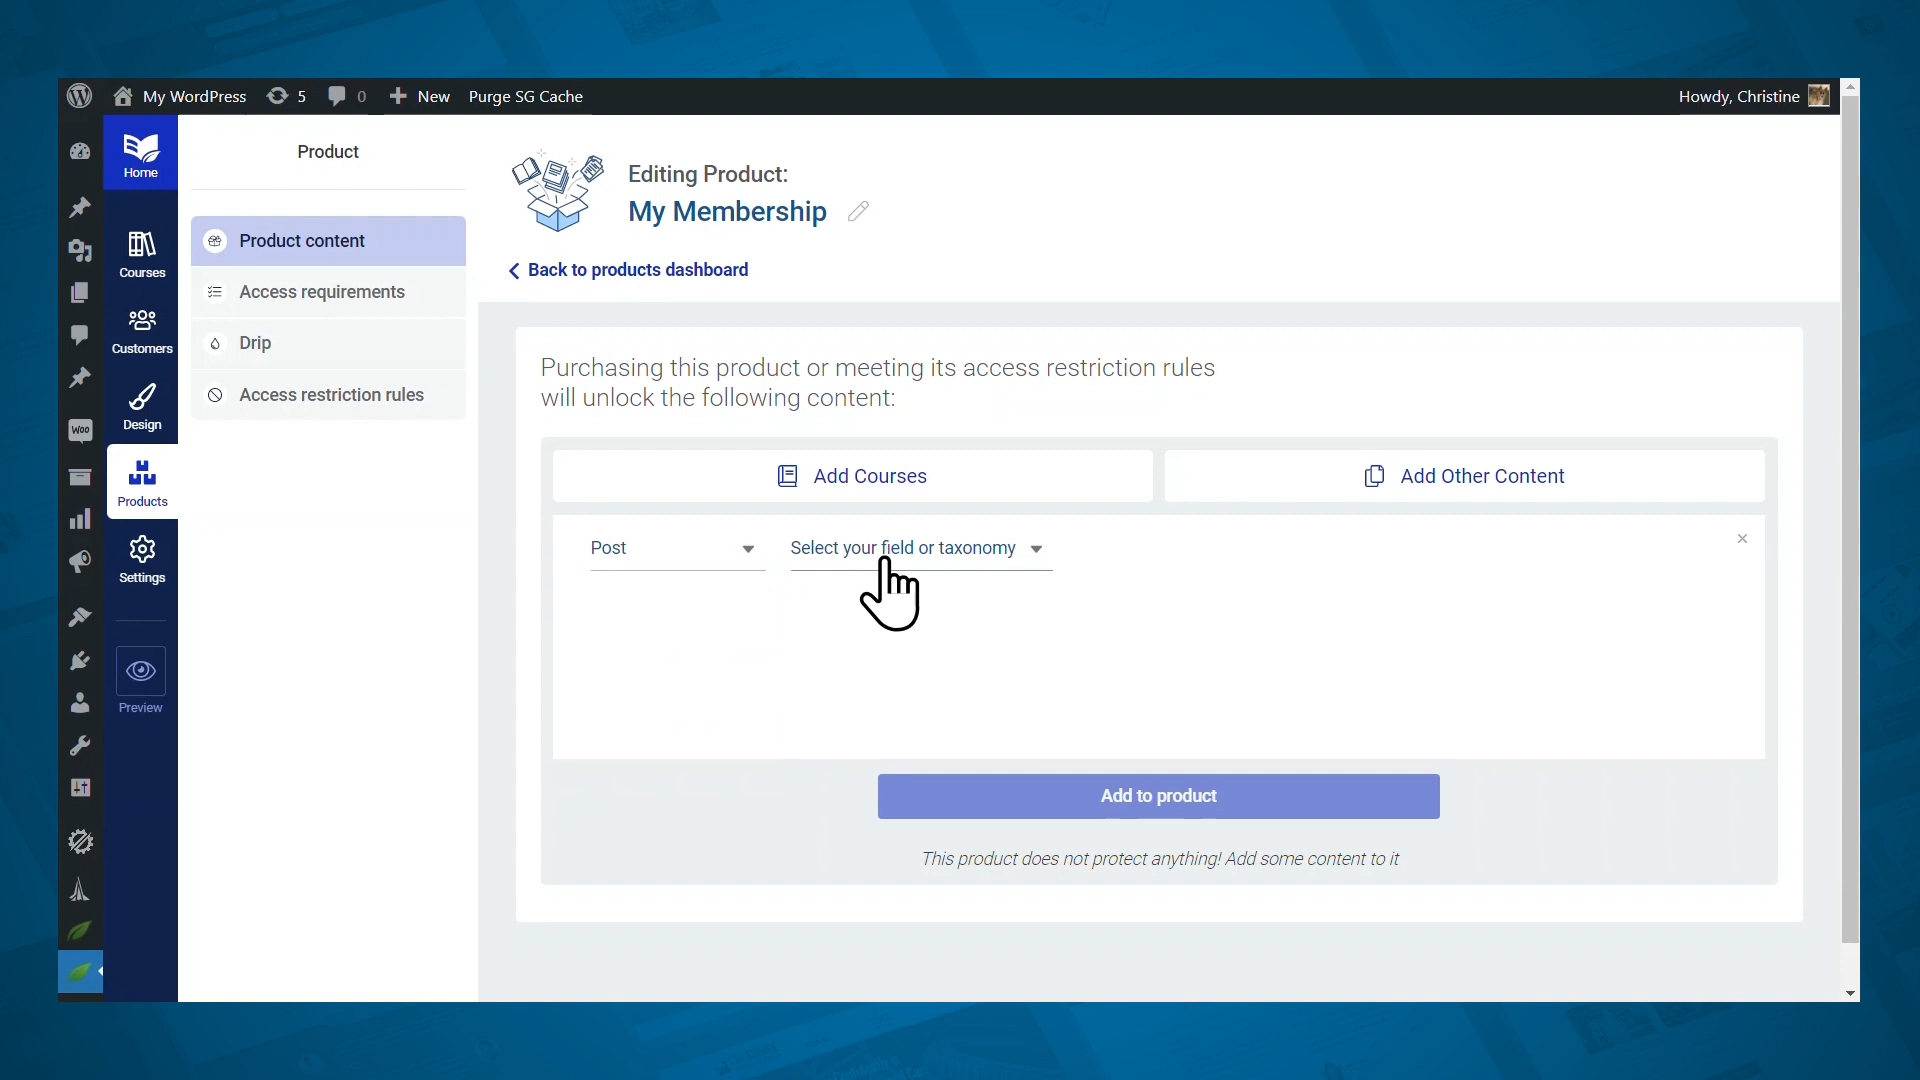 My WordPress 5 0 New Purge SG Cache Howdy, Christine
Home
Courses
Customers
Design
Products
Settings
Preview
Product
Product content
Access requirements
Drip
Access restriction rules
Editing Product:
My Membership
Back to products dashboard
Purchasing this product or meeting its access restriction rules
will unlock the following content:
Add Courses
Add Other Content
Post
Select your field or taxonomy
Add to product
This product does not protect anything! Add some content to it
Woo